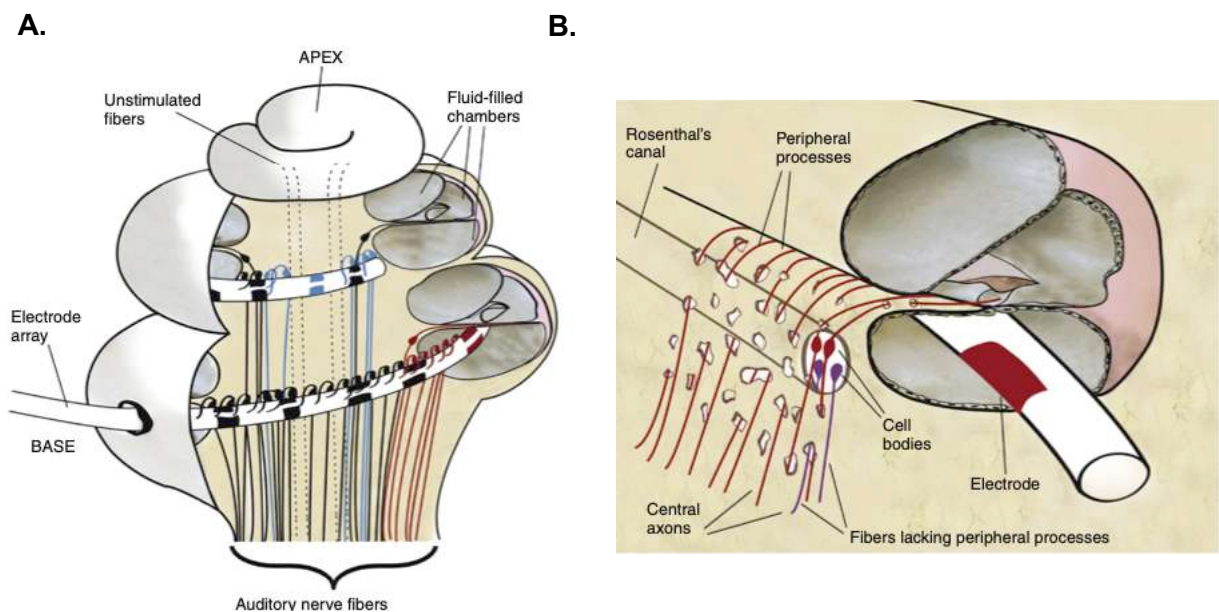 A.
APEX
Unstimulated
fibers
Fluid-filled
chambers
Electrode
array
BASE
Auditory nerve fibers
B.
Rosenthal's
canal
Peripheral
processes
Cell
bodies
Electrode
Central
axons
Fibers lacking peripheral processes